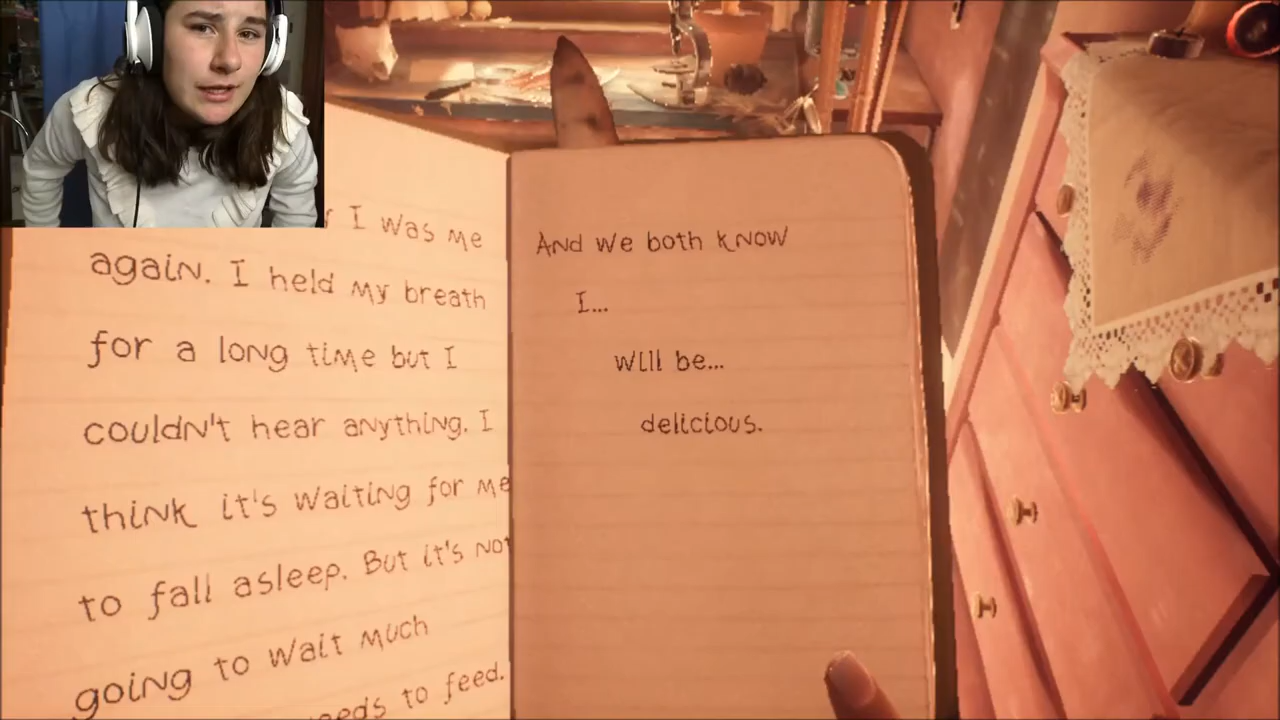 I was me
again. I held my breath
for a long time but I
couldn't hear anything. I
think it's waiting for me
to fall asleep. But it's not
going to wait much
to feed.
And we both know
I...
will be...
delicious.